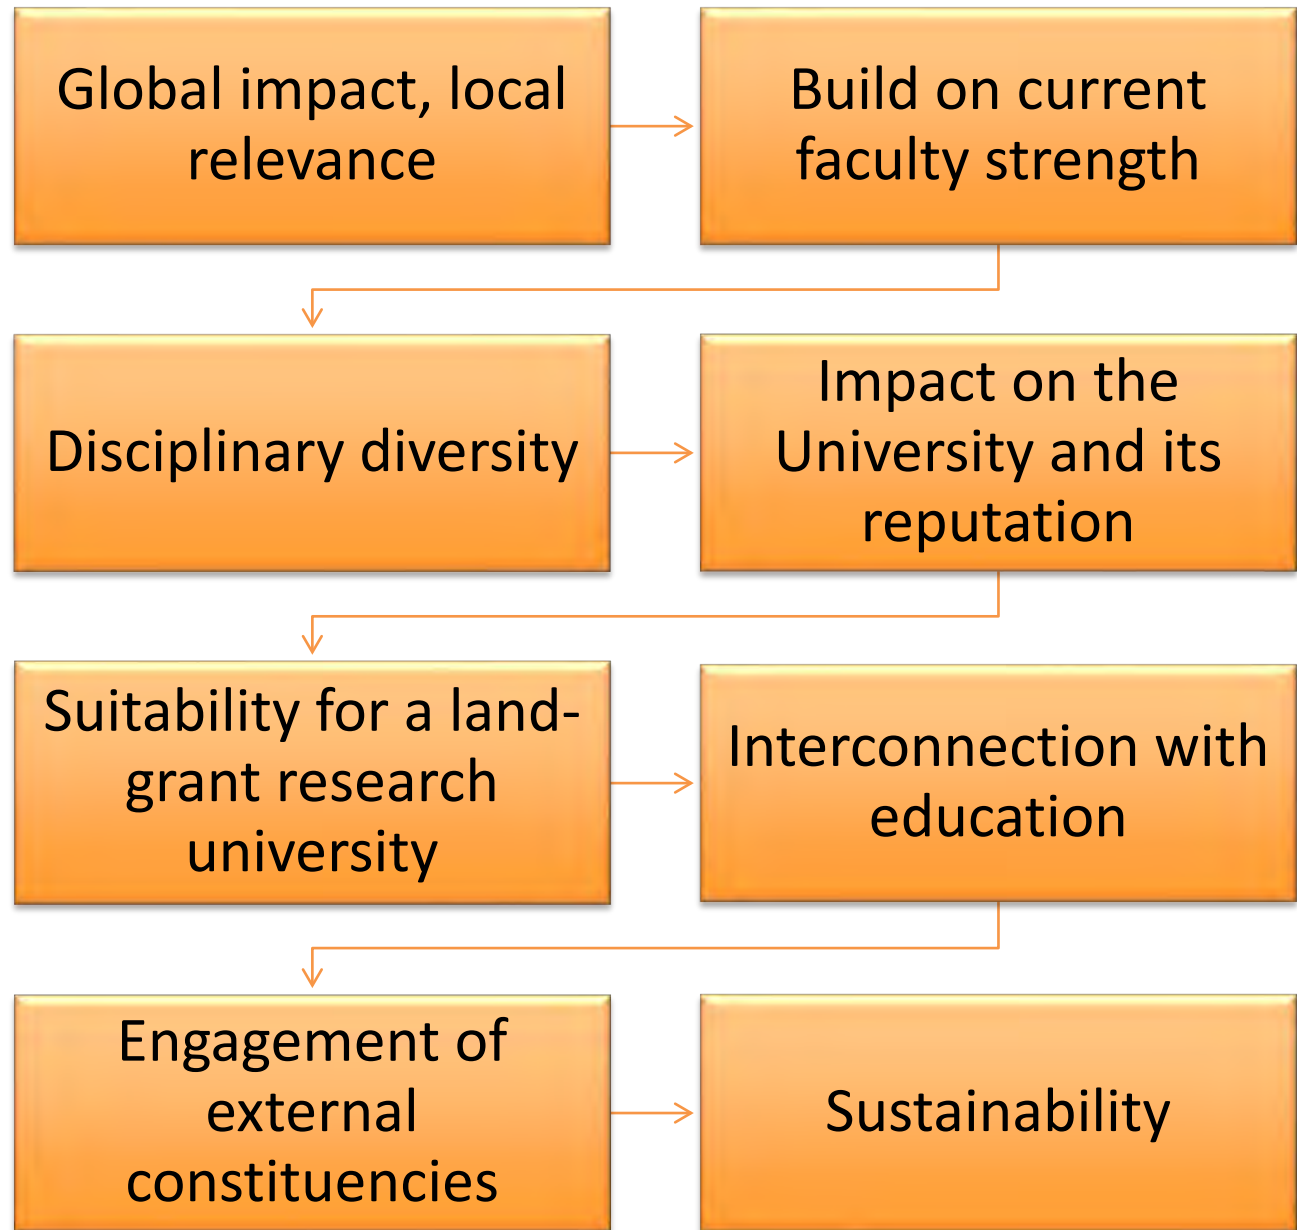 Global impact, local
relevance
Build on current
faculty strength
Disciplinary diversity
Impact on the
University and its
reputation
Suitability for a land-
grant research
university
Interconnection with
education
Engagement of
external
constituencies
Sustainability